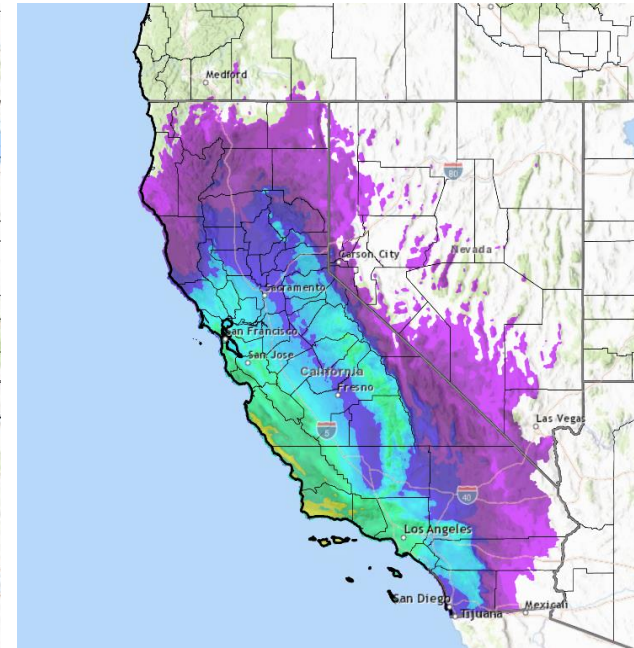 Medford
80
Carson City
Nevada
Sacramento
San Francisco
San Jose
California
Fresno
Las Vegas
5
40
Los Angeles
San Diego
Mexicali
Tijuana